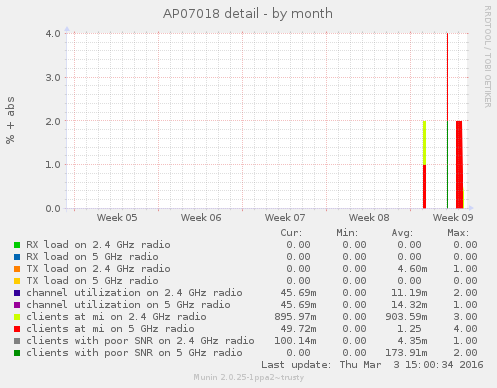 AP07018 detail - by month
RRDTOOL / TOBI OETIKER
% + abs
4.0
3.0
2.0
1.0
0.0
Week 05 Week 06 Week 07 Week 08 Week 09
Cur: Min: Avg: Max:
RX load on 2.4 GHz radio 0.00 0.00 0.00 0.00
RX load on 5 GHz radio 0.00 0.00 0.00 0.00
TX load on 2.4 GHz radio 0.00 0.00 4.60m 1.00
TX load on 5 GHz radio 0.00 0.00 0.00 0.00
channel utilization on 2.4 GHz radio 45.69m 0.00 11.19m 2.00
channel utilization on 5 GHz radio 45.69m 0.00 14.32m 1.00
clients at mi on 2.4 GHz radio 895.97m 0.00 903.59m 3.00
clients at mi on 5 GHz radio 49.72m 0.00 1.25 4.00
clients with poor SNR on 2.4 GHz radio 100.14m 0.00 4.35m 1.00
clients with poor SNR on 5 GHz radio 0.00 0.00 173.91m 2.00
Last update: Thu Mar 3 15:00:34 2016
Munin 2.0.25-1ppa2~trusty